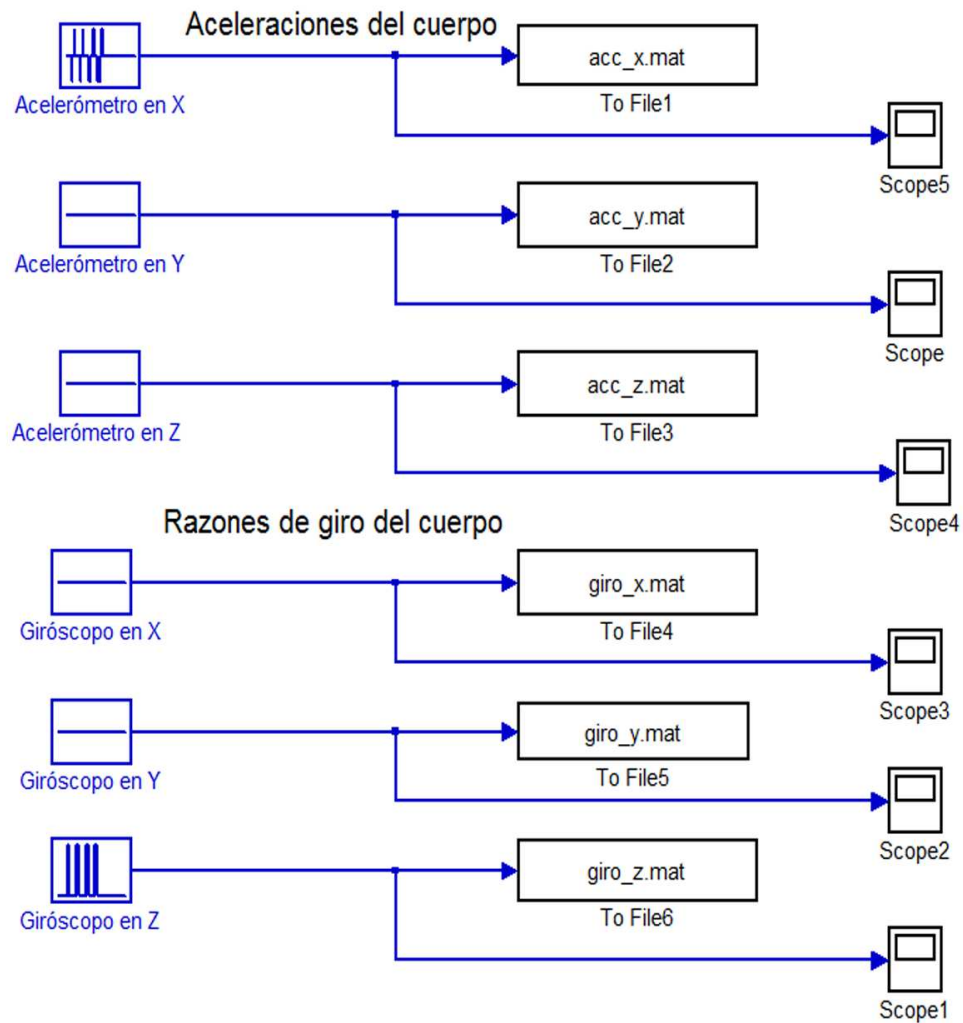 Aceleraciones del cuerpo
acc_x.mat
Acelerómetro en X
To File1
Scope5
acc_y.mat
Acelerómetro en Y
To File2
Scope
acc_z.mat
Acelerómetro en Z
To File3
Scope4
Razones de giro del cuerpo
giro_x.mat
Giróscopo en X
To File4
Scope3
giro_y.mat
Giróscopo en Y
To File5
Scope2
giro_z.mat
Giróscopo en Z
To File6
Scope1